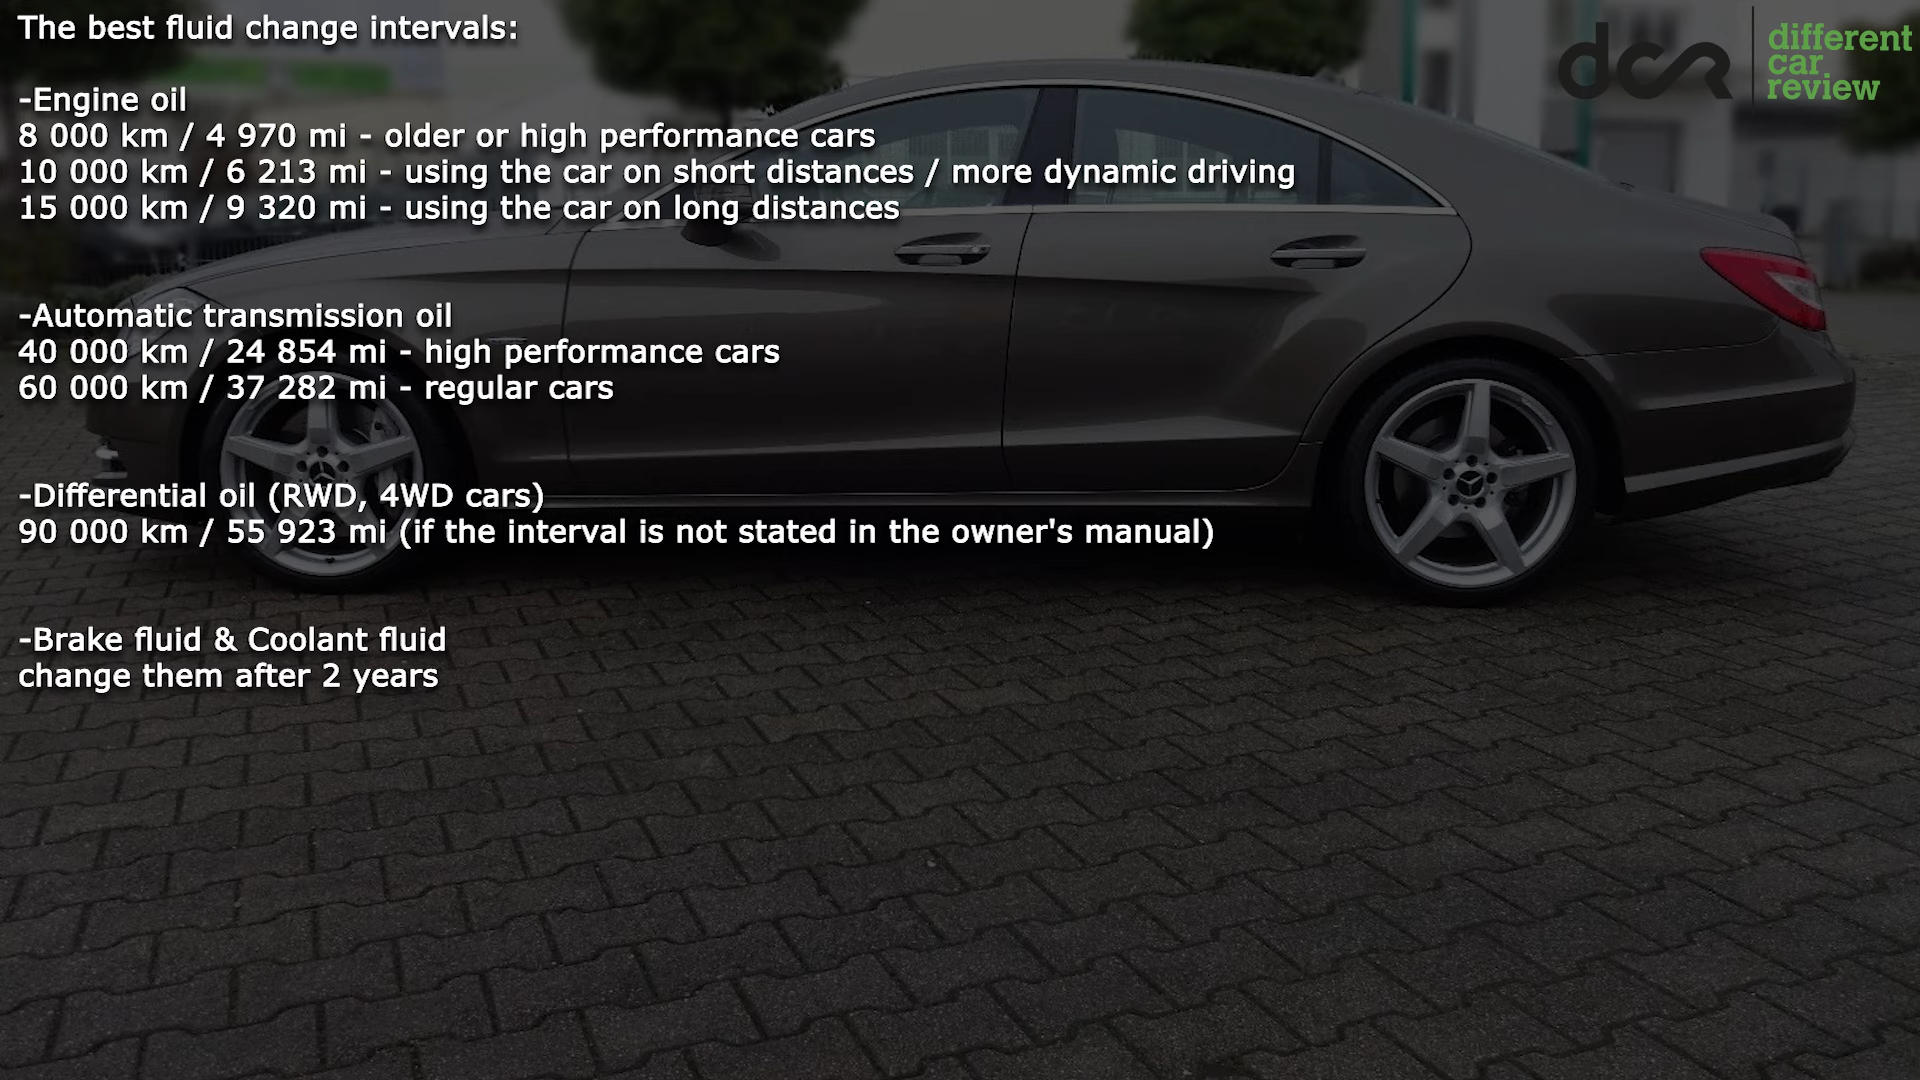 The best fluid change intervals:
-Engine oil
8 000 km / 4 970 mi - older or high performance cars
10 000 km / 6 213 mi - using the car on short distances / more dynamic driving
15 000 km / 9 320 mi - using the car on long distances
-Automatic transmission oil
40 000 km / 24 854 mi - high performance cars
60 000 km / 37 282 mi - regular cars
-Differential oil (RWD, 4WD cars)
90 000 km / 55 923 mi (if the interval is not stated in the owner's manual)
-Brake fluid & Coolant fluid
change them after 2 years
dcr
different
car
review